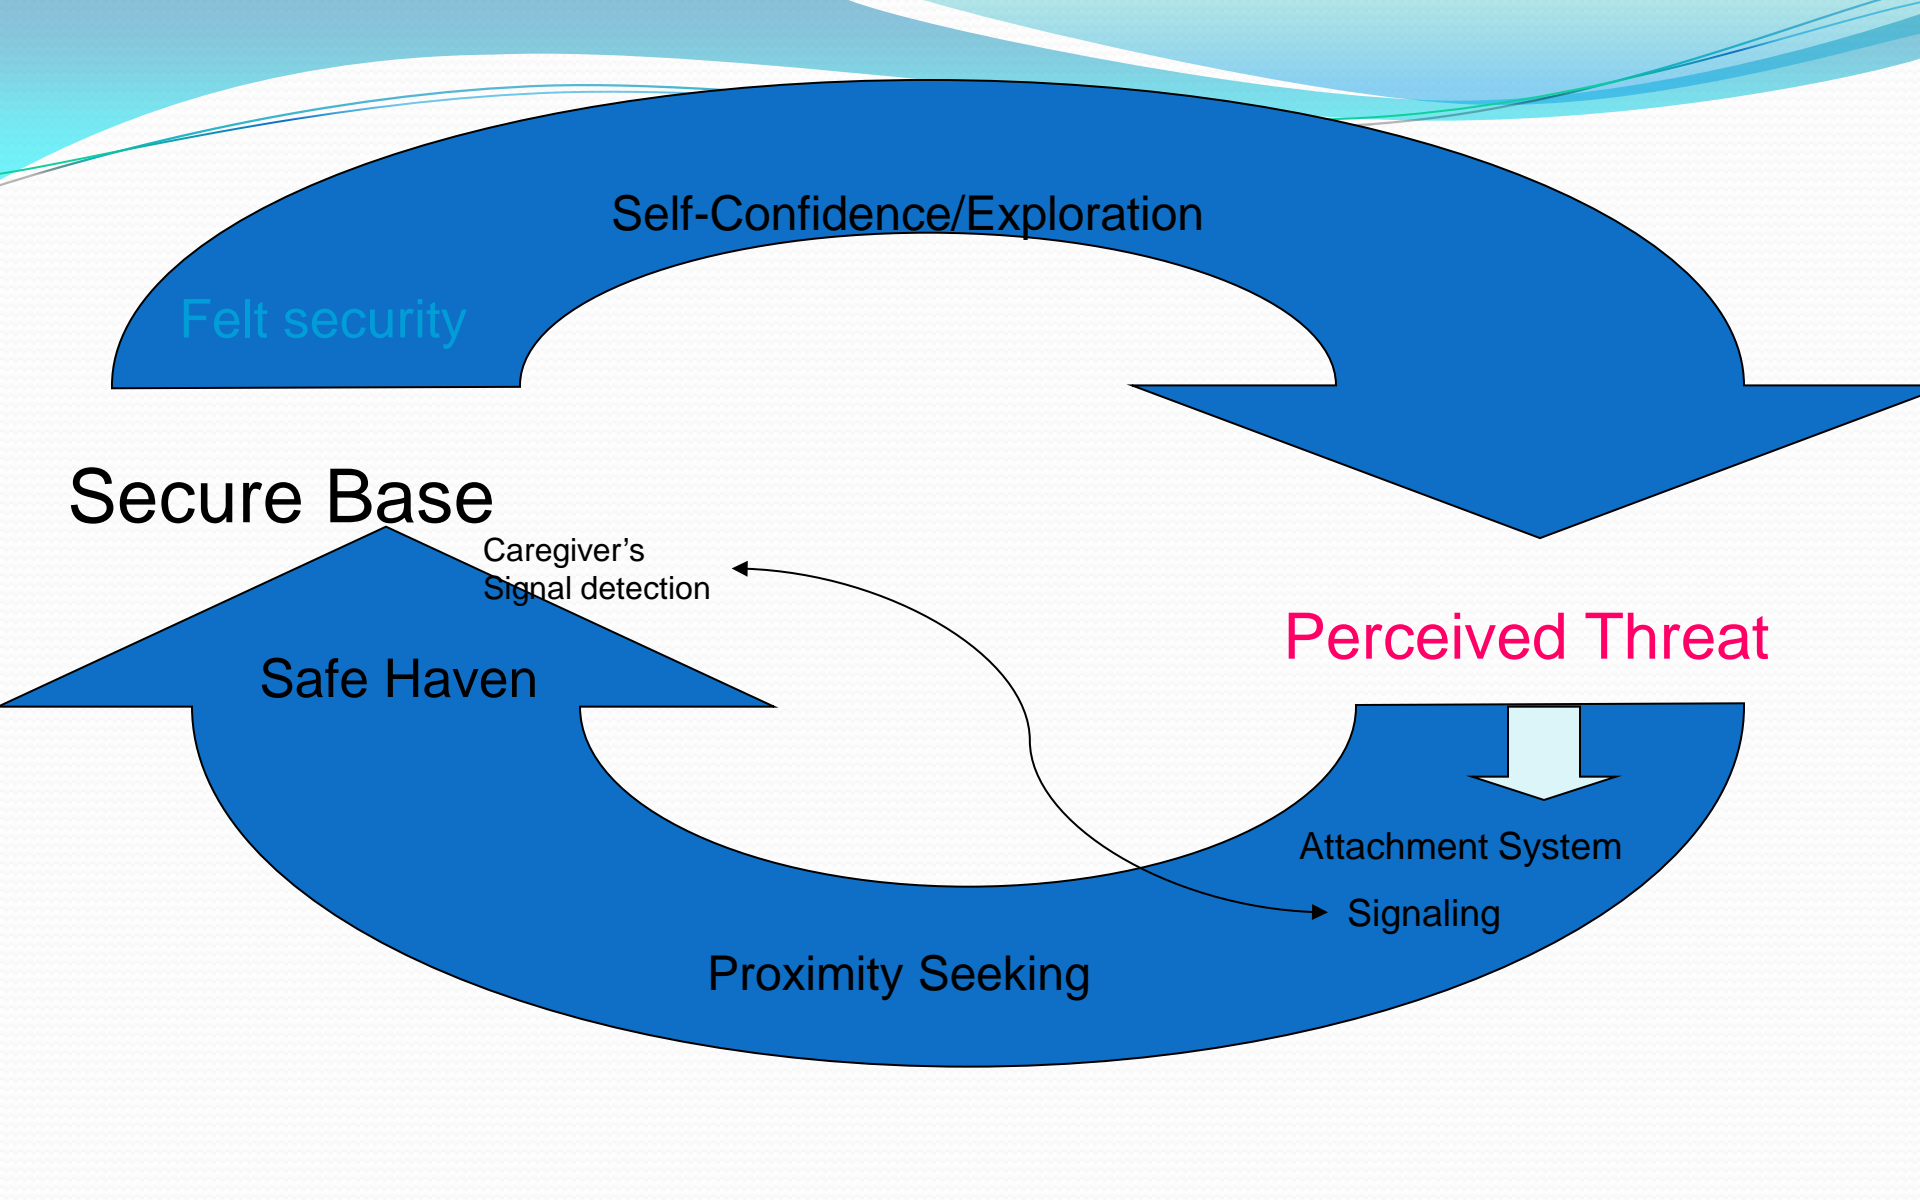 Self-Confidence/Exploration
Felt security
Secure Base
Caregiver’s
Signal detection
Perceived Threat
Safe Haven
Attachment System
Signaling
Proximity Seeking